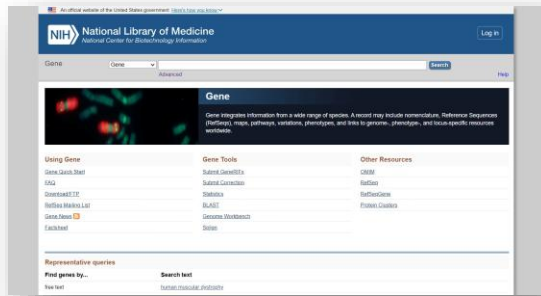 An official website of the United States government Here's how you know
NIH National Library of Medicine
National Center for Biotechnology Information
Log in
Gene Gene Search
Advanced Help
Gene
Gene integrates information from a wide range of species. A record may include nomenclature, Reference Sequences
(RefSeqs), maps, pathways, variations, phenotypes, and links to genome-, phenotype-, and locus-specific resources
worldwide.
Using Gene Gene Tools Other Resources
Gene Quick Start Submit GeneRIFs OMIM
FAQ Submit Correction RefSeq
Download/FTP Statistics RefSeqGene
RefSeq Mailing List BLAST Protein Clusters
Gene News Genome Workbench
Factsheet Splign
Representative queries
Find genes by... Search text
free text human muscular dystrophy